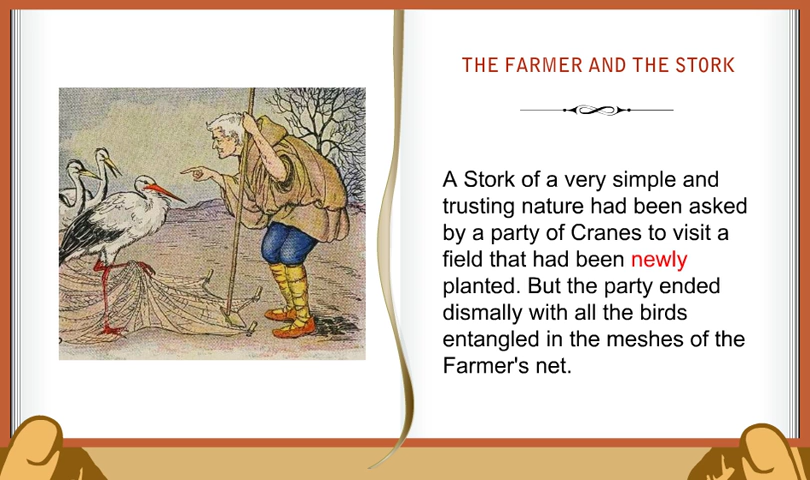 THE FARMER AND THE STORK
A Stork of a very simple and
trusting nature had been asked
by a party of Cranes to visit a
field that had been newly
planted. But the party ended
dismally with all the birds
entangled in the meshes of the
Farmer's net.